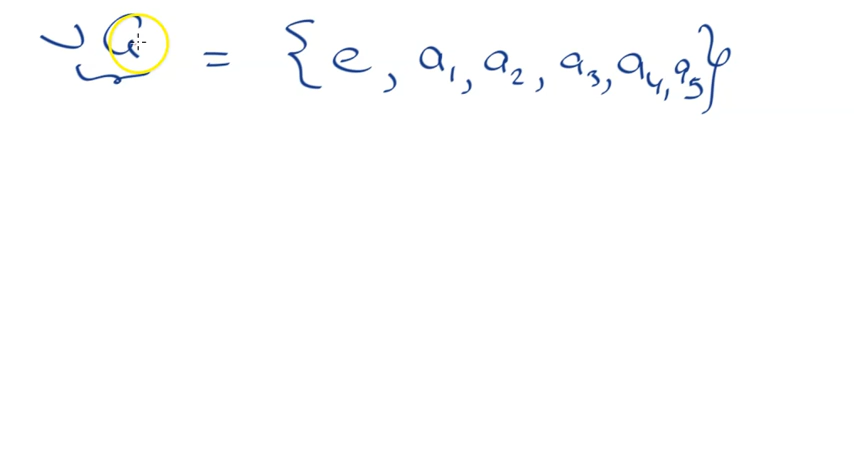 G = { e, a₁, a₂, a₃, a₄, a₅ }